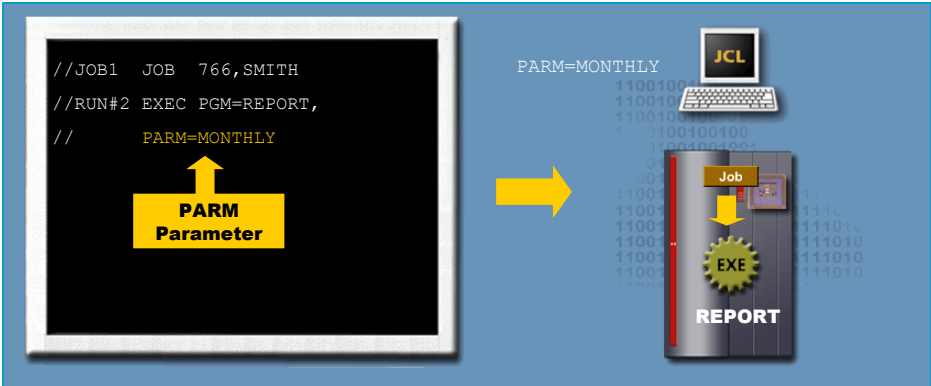 //JOB1 JOB 766,SMITH
//RUN#2 EXEC PGM=REPORT,
// PARM=MONTHLY
PARM
Parameter
PARM=MONTHLY
JCL
Job
EXE
REPORT